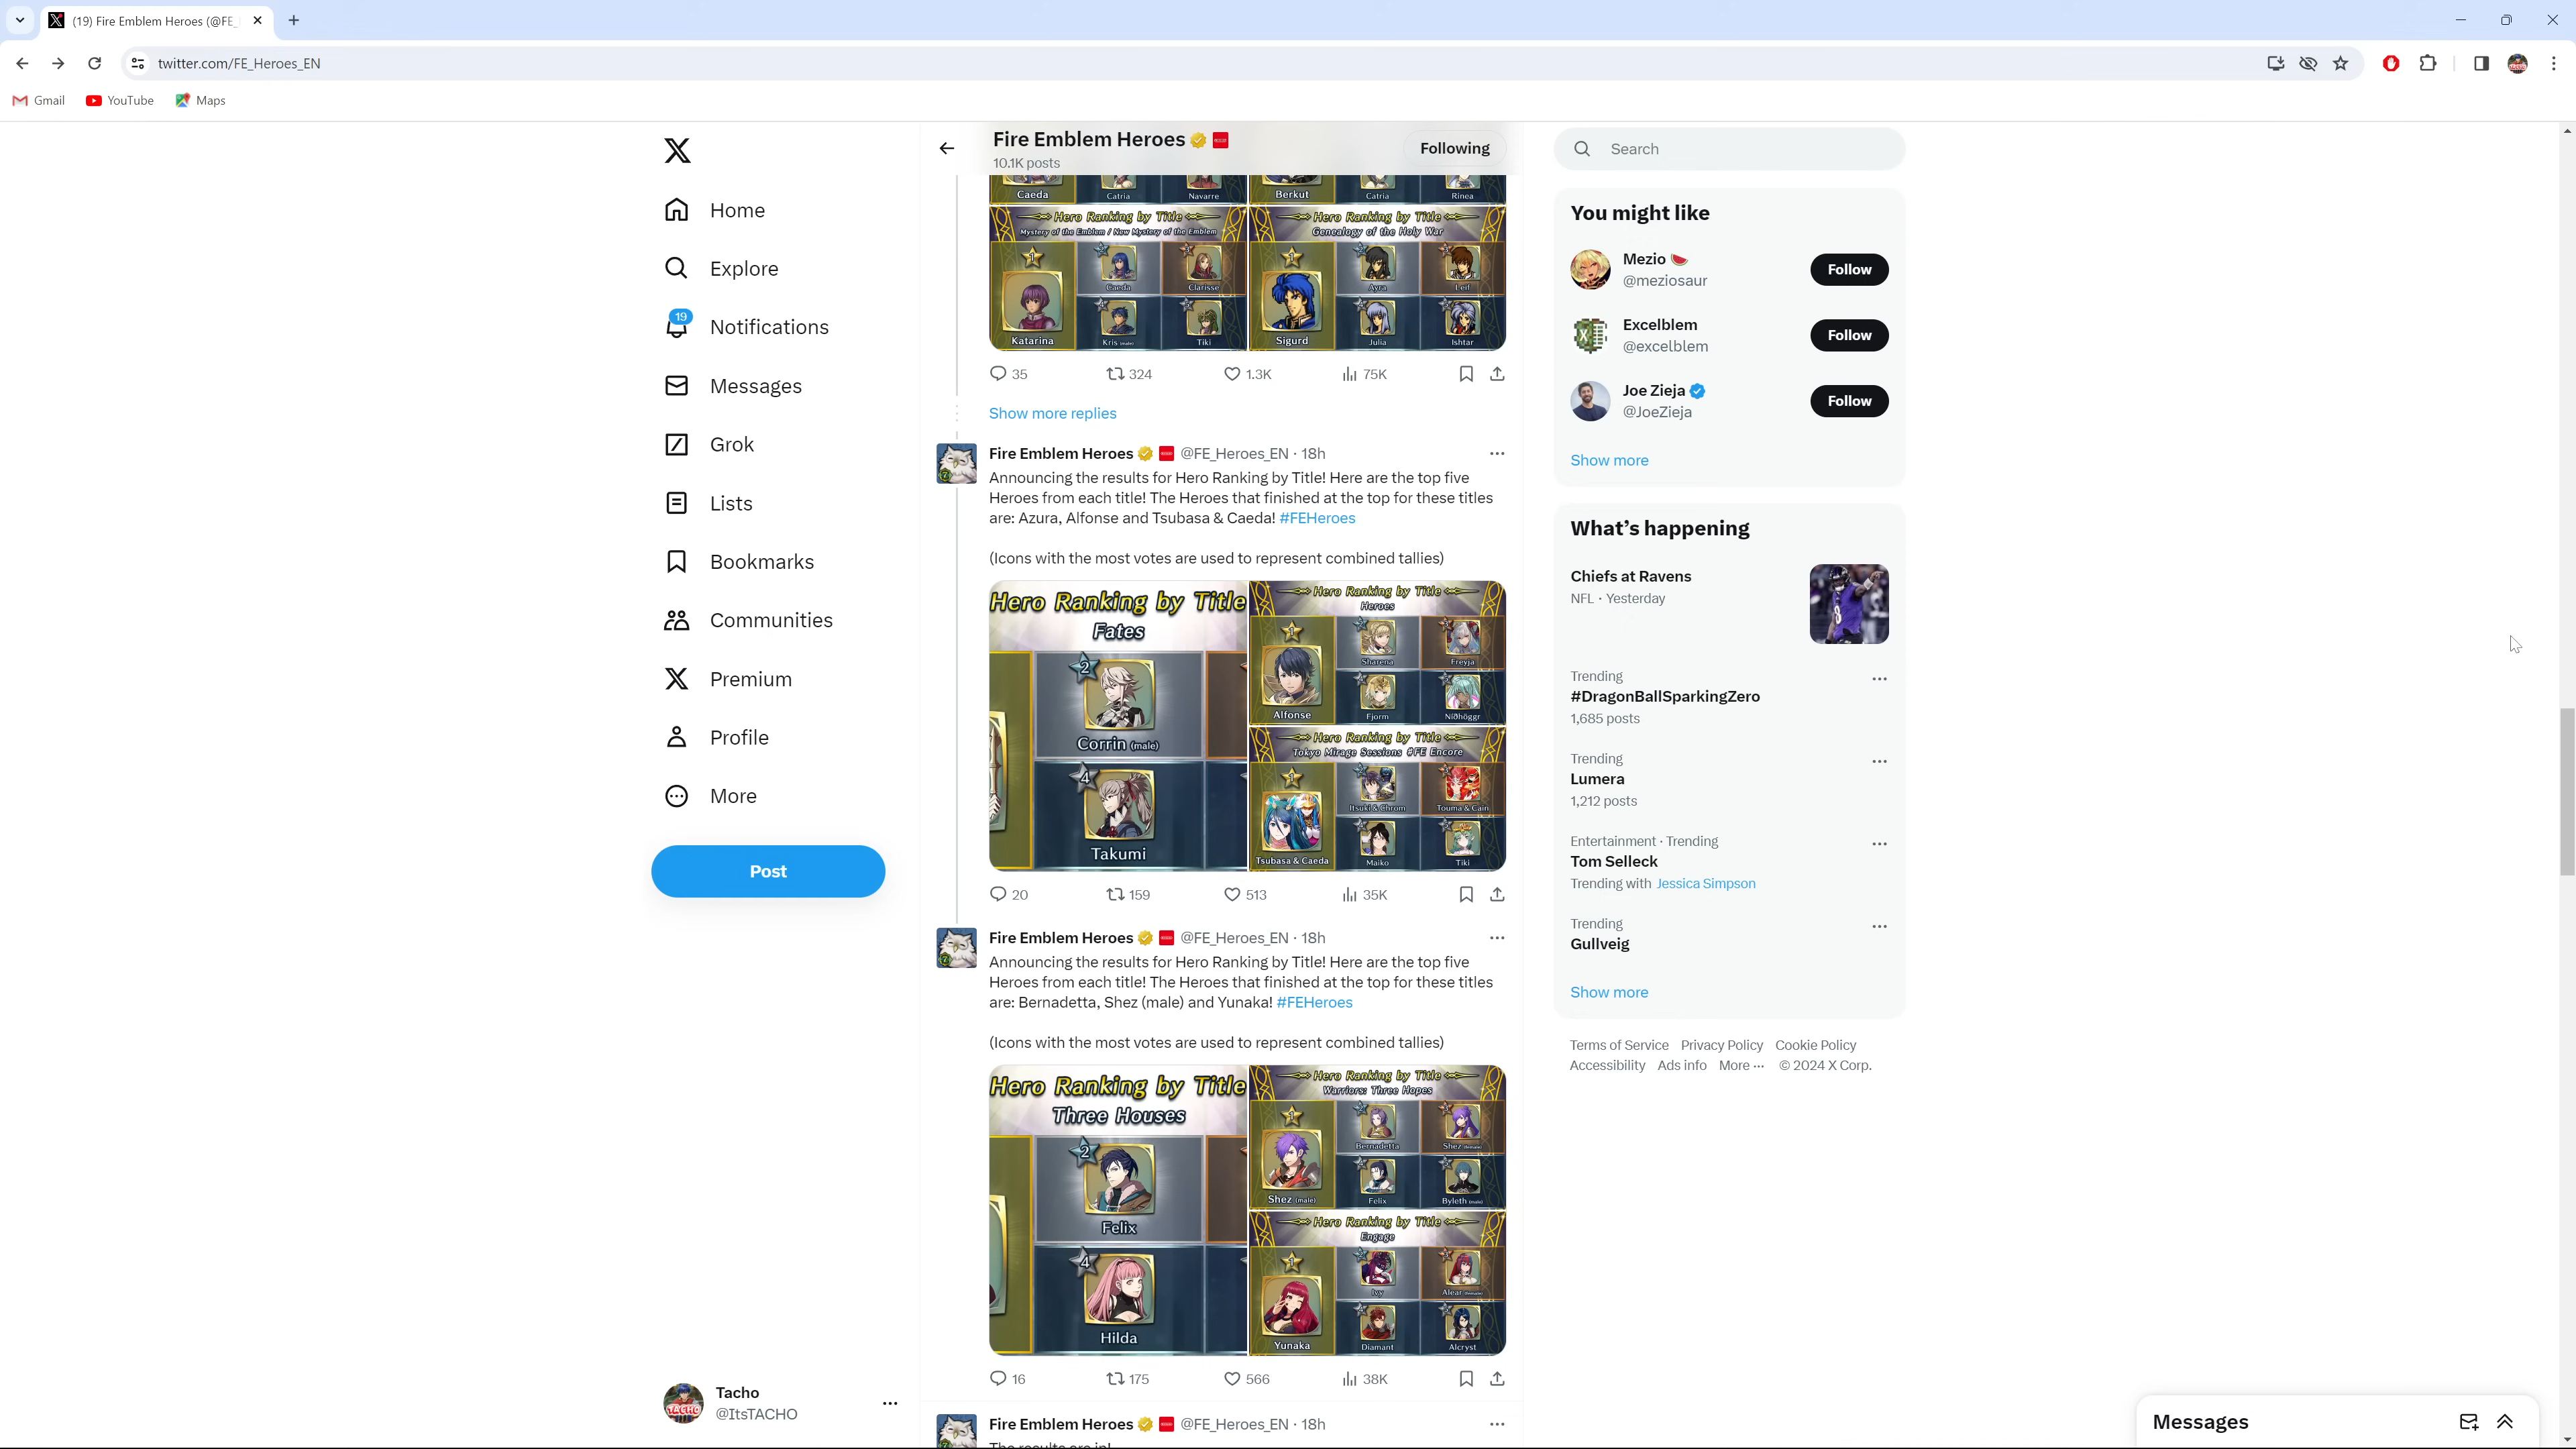 (19) Fire Emblem Heroes (@FE_
twitter.com/FE_Heroes_EN
Gmail
YouTube
Maps
Home
Explore
19
Notifications
Messages
Grok
Lists
Bookmarks
Communities
Premium
Profile
More
Post
Tacho
@ItsTACHO
Fire Emblem Heroes
10.1K posts
Following
Caeda
Catria
Navarre
Berkut
Catria
Rinea
Hero Ranking by Title
Mystery of the Emblem / New Mystery of the Emblem
1
Caeda
Clarisse
Katarina
Kris (male)
Tiki
Hero Ranking by Title
Genealogy of the Holy War
1
Ayra
Leif
Sigurd
Julia
Ishtar
35
324
1.3K
75K
Show more replies
Fire Emblem Heroes @FE_Heroes_EN · 18h
Announcing the results for Hero Ranking by Title! Here are the top five
Heroes from each title! The Heroes that finished at the top for these titles
are: Azura, Alfonse and Tsubasa & Caeda! #FEHeroes
(Icons with the most votes are used to represent combined tallies)
Hero Ranking by Title
Fates
2
Corrin (male)
4
Takumi
Hero Ranking by Title
Heroes
1
Sharena
Freyja
Alfonse
Fjorm
Níðhöggr
Hero Ranking by Title
Tokyo Mirage Sessions #FE Encore
1
Itsuki & Chrom
Touma & Cain
Tsubasa & Caeda
Maiko
Tiki
20
159
513
35K
Fire Emblem Heroes @FE_Heroes_EN · 18h
Announcing the results for Hero Ranking by Title! Here are the top five
Heroes from each title! The Heroes that finished at the top for these titles
are: Bernadetta, Shez (male) and Yunaka! #FEHeroes
(Icons with the most votes are used to represent combined tallies)
Hero Ranking by Title
Three Houses
2
Felix
4
Hilda
Hero Ranking by Title
Warriors: Three Hopes
1
Bernadetta
Shez (female)
Shez (male)
Felix
Byleth (male)
Hero Ranking by Title
Engage
1
Ivy
Alear (female)
Yunaka
Diamant
Alcryst
16
175
566
38K
Fire Emblem Heroes @FE_Heroes_EN · 18h
The results are in!
Search
You might like
Mezio
@meziosaur
Follow
Excelblem
@excelblem
Follow
Joe Zieja
@JoeZieja
Follow
Show more
What's happening
Chiefs at Ravens
NFL · Yesterday
Trending
#DragonBallSparkingZero
1,685 posts
Trending
Lumera
1,212 posts
Entertainment · Trending
Tom Selleck
Trending with Jessica Simpson
Trending
Gullveig
Show more
Terms of Service Privacy Policy Cookie Policy
Accessibility Ads info More ··· © 2024 X Corp.
Messages